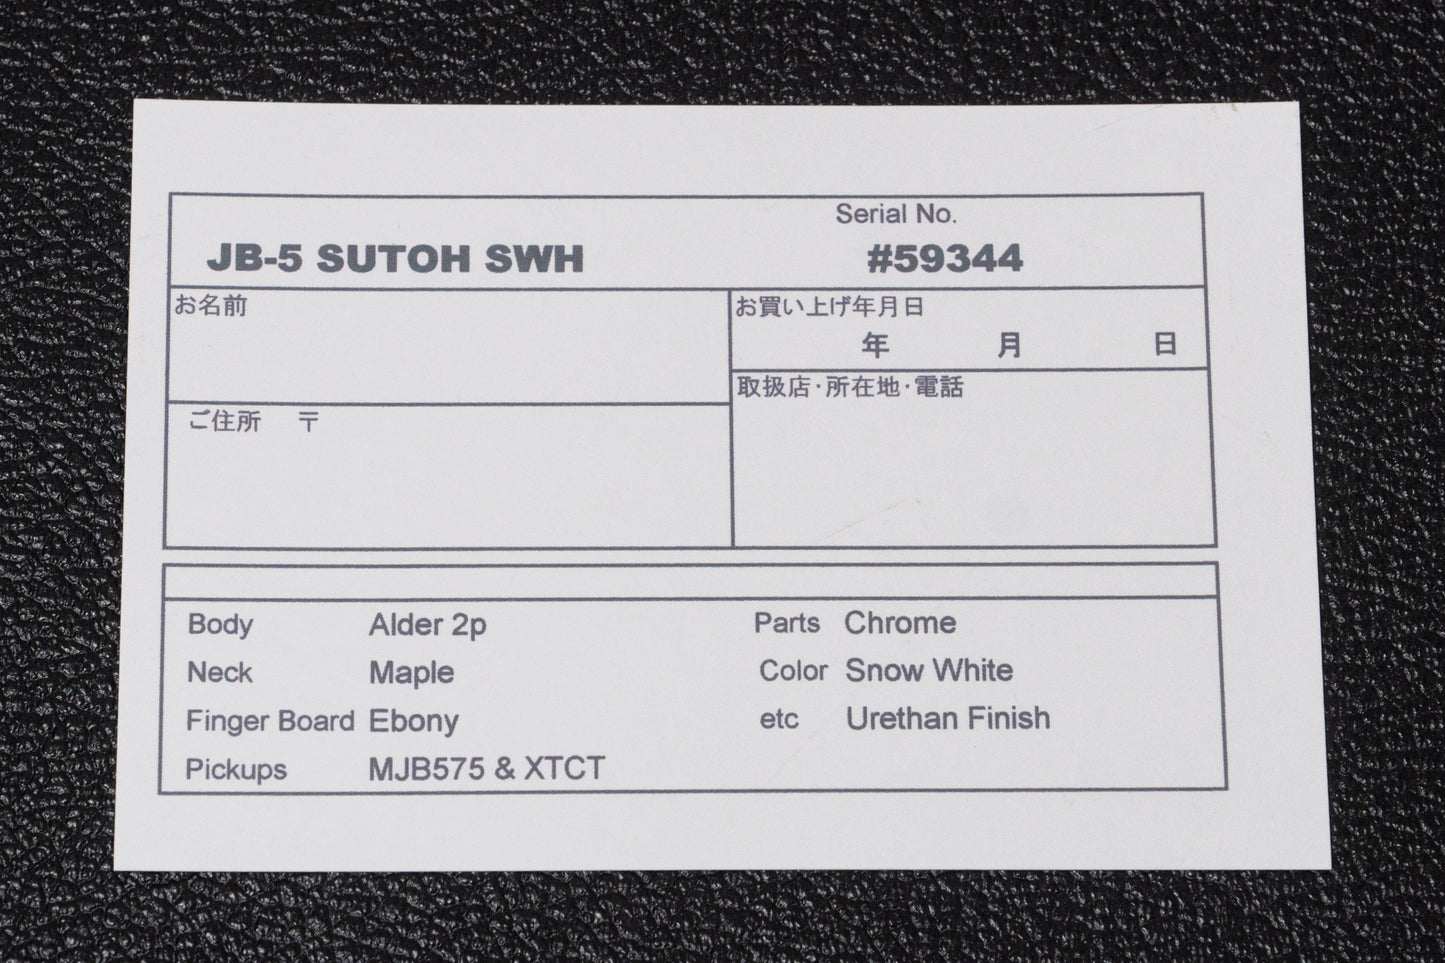 Serial No.
JB-5 SUTOH SWH #59344
お名前
お買い上げ年月日
年 月 日
取扱店・所在地・電話
ご住所 〒
Body Alder 2p Parts Chrome
Neck Maple Color Snow White
Finger Board Ebony etc Urethan Finish
Pickups MJB575 & XTCT